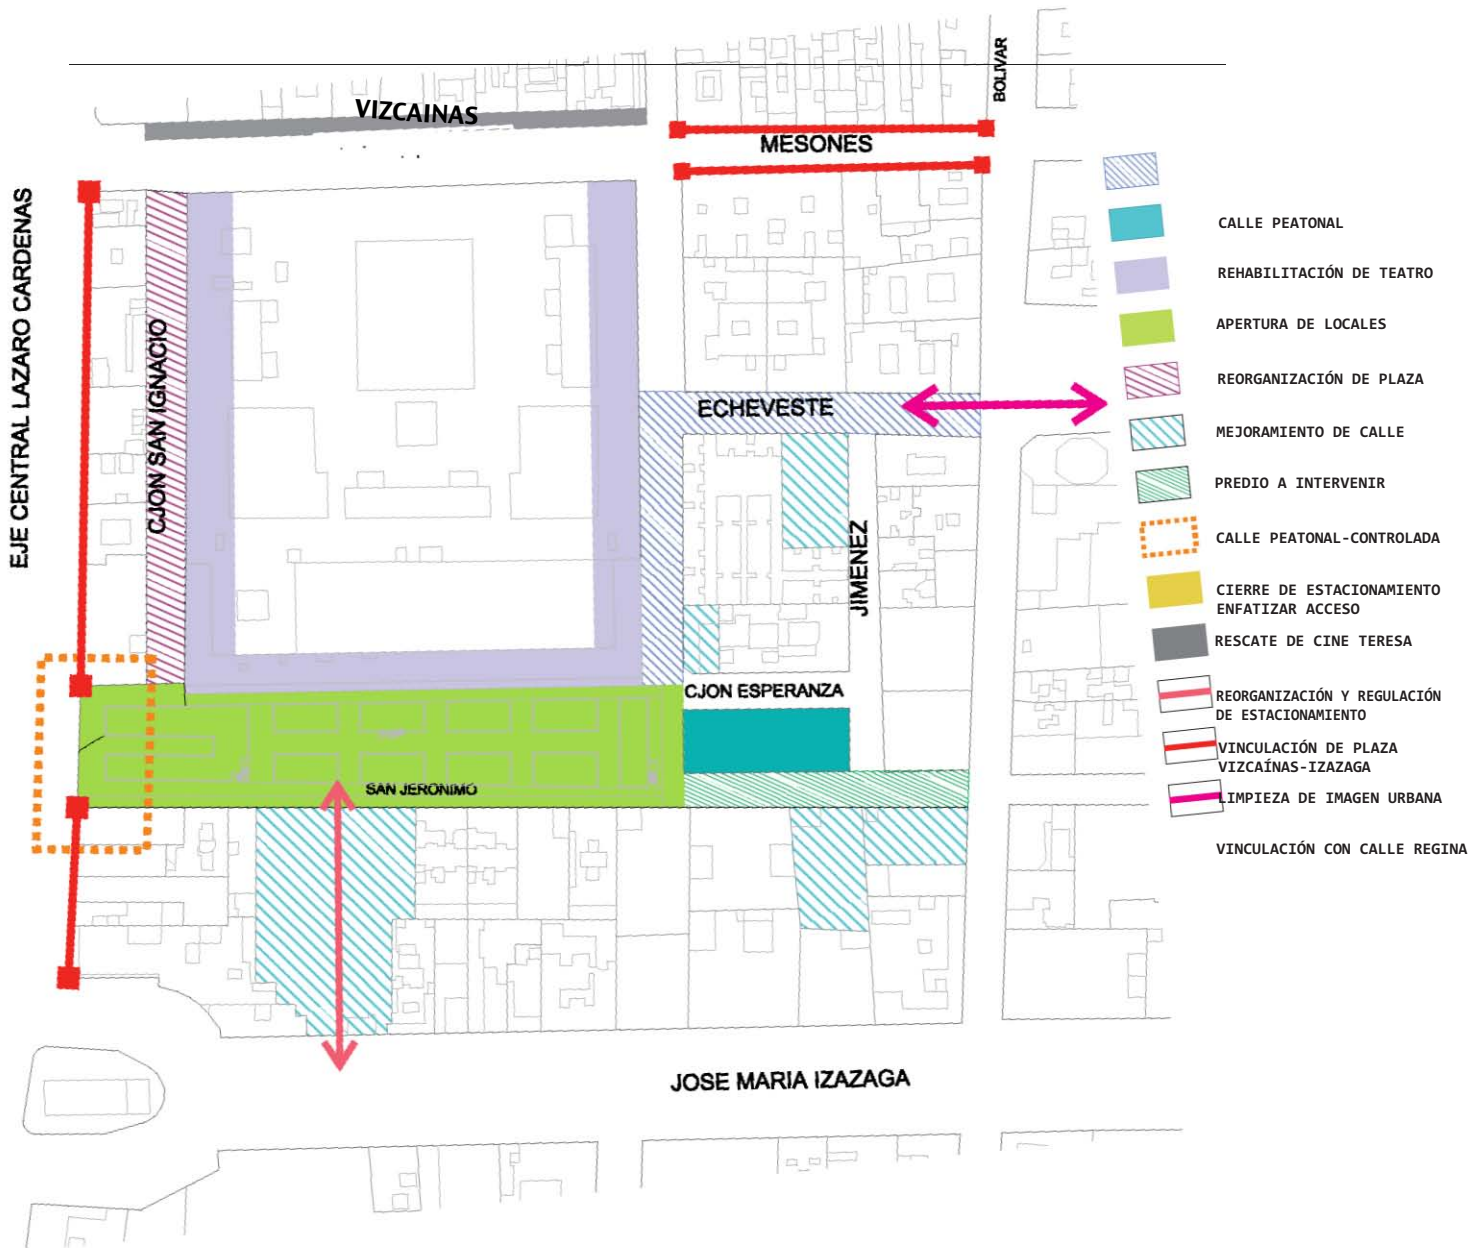 VIZCAINAS
BOLIVAR
MESONES
EJE CENTRAL LAZARO CARDENAS
CJON SAN IGNACIO
ECHEVESTE
JIMENEZ
CJON ESPERANZA
SAN JERONIMO
JOSE MARIA IZAZAGA
CALLE PEATONAL
REHABILITACIÓN DE TEATRO
APERTURA DE LOCALES
REORGANIZACIÓN DE PLAZA
MEJORAMIENTO DE CALLE
PREDIO A INTERVENIR
CALLE PEATONAL-CONTROLADA
CIERRE DE ESTACIONAMIENTO
ENFATIZAR ACCESO
RESCATE DE CINE TERESA
REORGANIZACIÓN Y REGULACIÓN
DE ESTACIONAMIENTO
VINCULACIÓN DE PLAZA
VIZCAÍNAS-IZAZAGA
LIMPIEZA DE IMAGEN URBANA
VINCULACIÓN CON CALLE REGINA